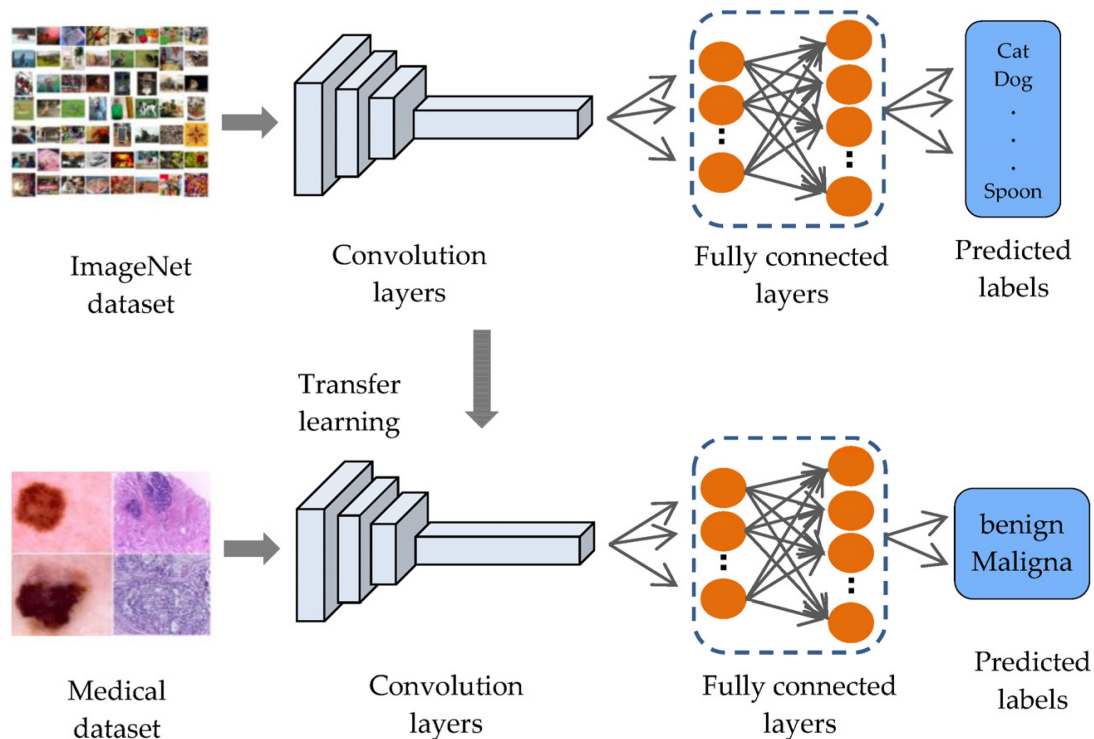 Cat
Dog
.
.
.
Spoon
ImageNet
dataset
Convolution
layers
Fully connected
layers
Predicted
labels
Transfer
learning
benign
Maligna
Medical
dataset
Convolution
layers
Fully connected
layers
Predicted
labels